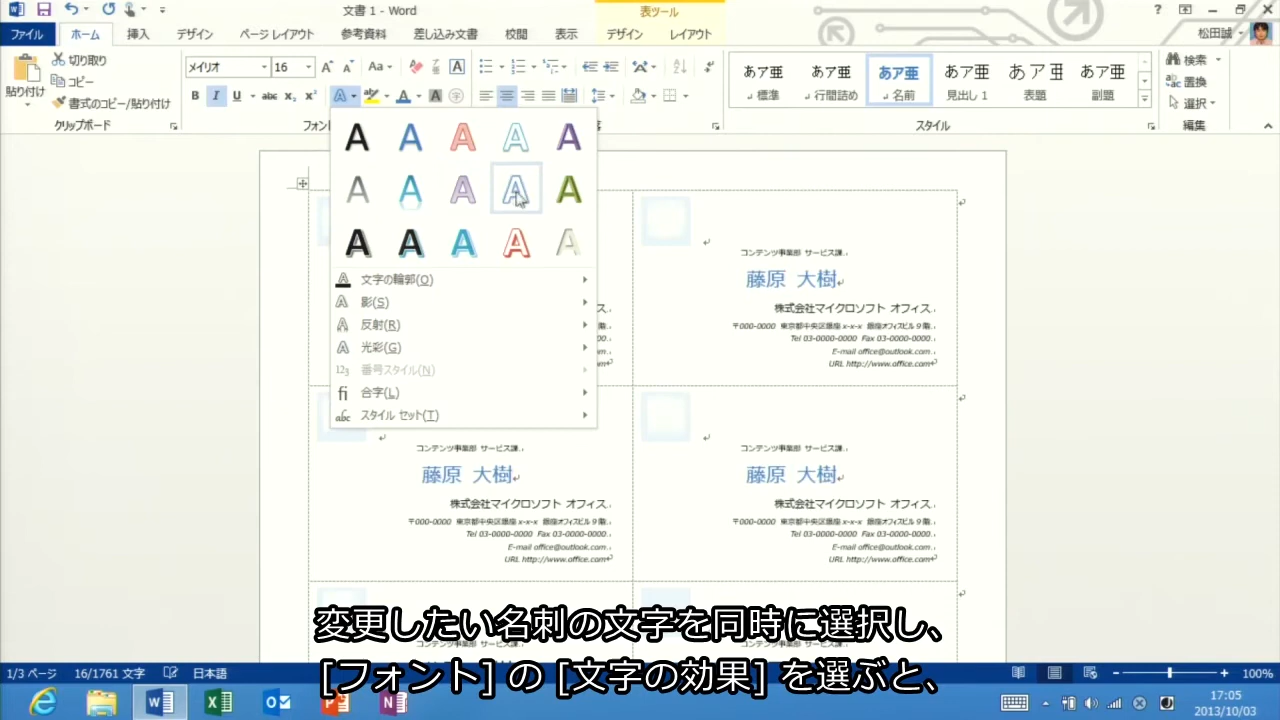 文書 1 - Word
表ツール
ファイル ホーム 挿入 デザイン ページ レイアウト 参考資料 差し込み文書 校閲 表示 デザイン レイアウト 松田誠
貼り付け
切り取り
コピー
書式のコピー/貼り付け
クリップボード
メイリオ 16
フォン
あア亜 あア亜 あア亜 あア亜 あア亜 あア亜
標準 行間詰め 名前 見出し 1 表題 副題
スタイル
検索
置換
選択
編集
文字の輪郭(O)
影(S)
反射(R)
光彩(G)
番号スタイル(N)
合字(L)
スタイル セット(T)
コンテンツ事業部 サービス課
藤原 大樹
株式会社マイクロソフト オフィス
〒000-0000 東京都中央区銀座 x-x-x 銀座オフィスビル 9 階
Tel 03-0000-0000 Fax 03-0000-0000
E-mail office@outlook.com
URL http://www.office.com
コンテンツ事業部 サービス課
藤原 大樹
株式会社マイクロソフト オフィス
〒000-0000 東京都中央区銀座 x-x-x 銀座オフィスビル 9 階
Tel 03-0000-0000 Fax 03-0000-0000
E-mail office@outlook.com
URL http://www.office.com
コンテンツ事業部 サービス課
藤原 大樹
株式会社マイクロソフト オフィス
〒000-0000 東京都中央区銀座 x-x-x 銀座オフィスビル 9 階
Tel 03-0000-0000 Fax 03-0000-0000
E-mail office@outlook.com
URL http://www.office.com
変更したい名刺の文字を同時に選択し、
[フォント] の [文字の効果] を選ぶと、
1/3 ページ 16/1761 文字 日本語 100%
17:05
2013/10/03